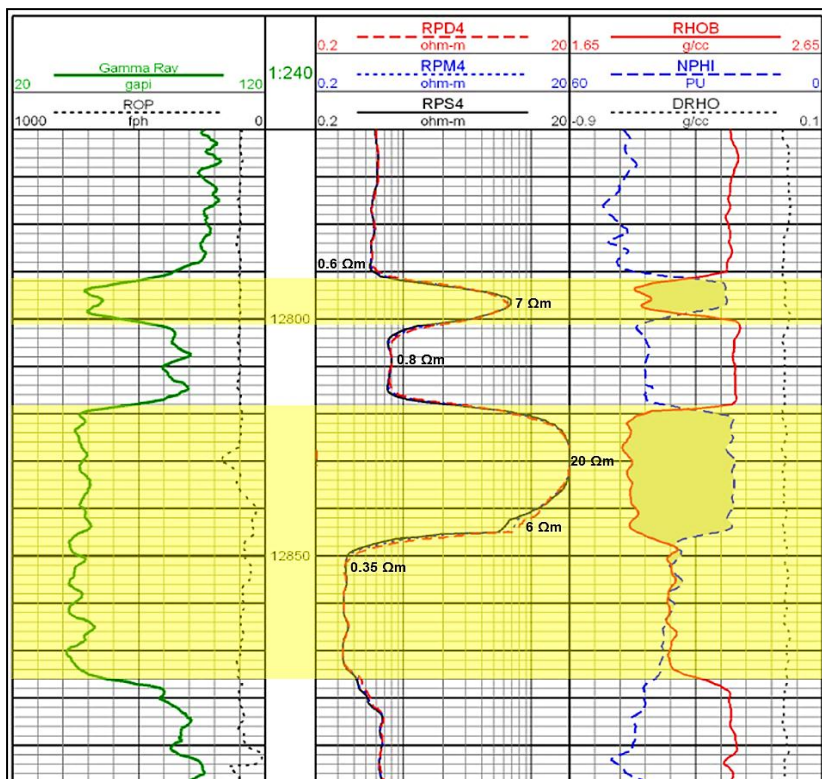 RPD4 RHOB
0.2 ohm-m 20 1.65 g/cc 2.65
Gamma Ray 1:240 RPM4 NPHI
20 gapi 120 0.2 ohm-m 20 60 PU 0
ROP RPS4 DRHO
1000 fph 0 0.2 ohm-m 20 -0.9 g/cc 0.1
0.6 Ωm
7 Ωm
12800
0.8 Ωm
20 Ωm
6 Ωm
12850
0.35 Ωm